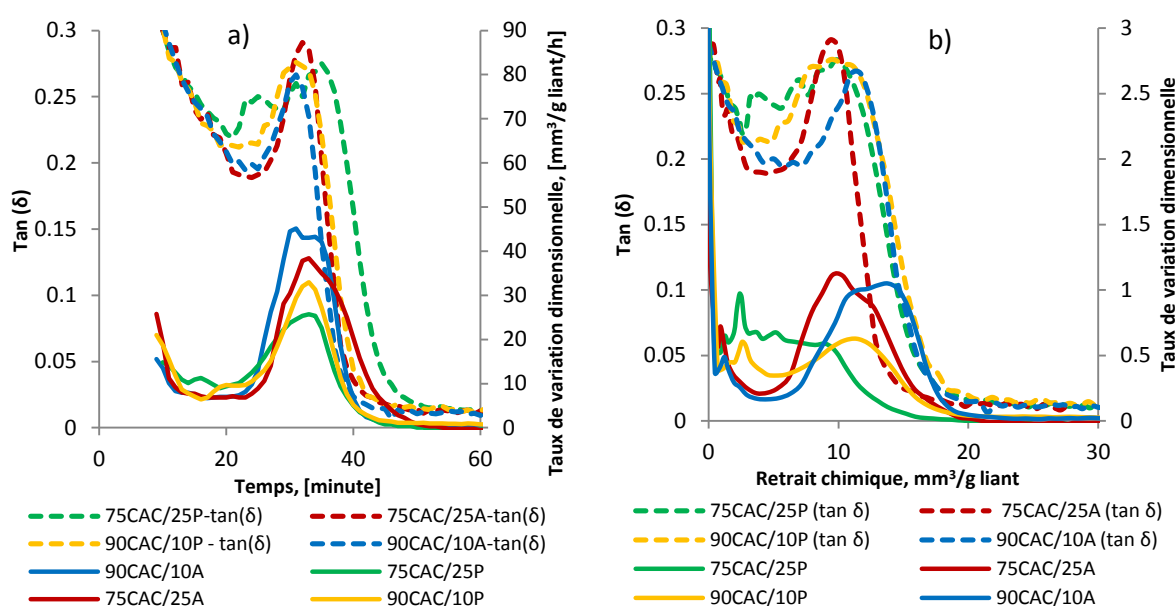 a)
Tan (δ)
0.3
0.25
0.2
0.15
0.1
0.05
0
90
80
70
60
50
40
30
20
10
0
Taux de variation dimensionnelle, [mm³/g liant/h]
0 20 40 60
Temps, [minute]
75CAC/25P-tan(δ) 75CAC/25A-tan(δ)
90CAC/10P - tan(δ) 90CAC/10A-tan(δ)
90CAC/10A 75CAC/25P
75CAC/25A 90CAC/10P
b)
Tan (δ)
0.3
0.25
0.2
0.15
0.1
0.05
0
3
2.5
2
1.5
1
0.5
0
Taux de variation dimensionnelle
0 10 20 30
Retrait chimique, mm³/g liant
75CAC/25P (tan δ) 75CAC/25A (tan δ)
90CAC/10P (tan δ) 90CAC/10A (tan δ)
75CAC/25P 75CAC/25A
90CAC/10P 90CAC/10A